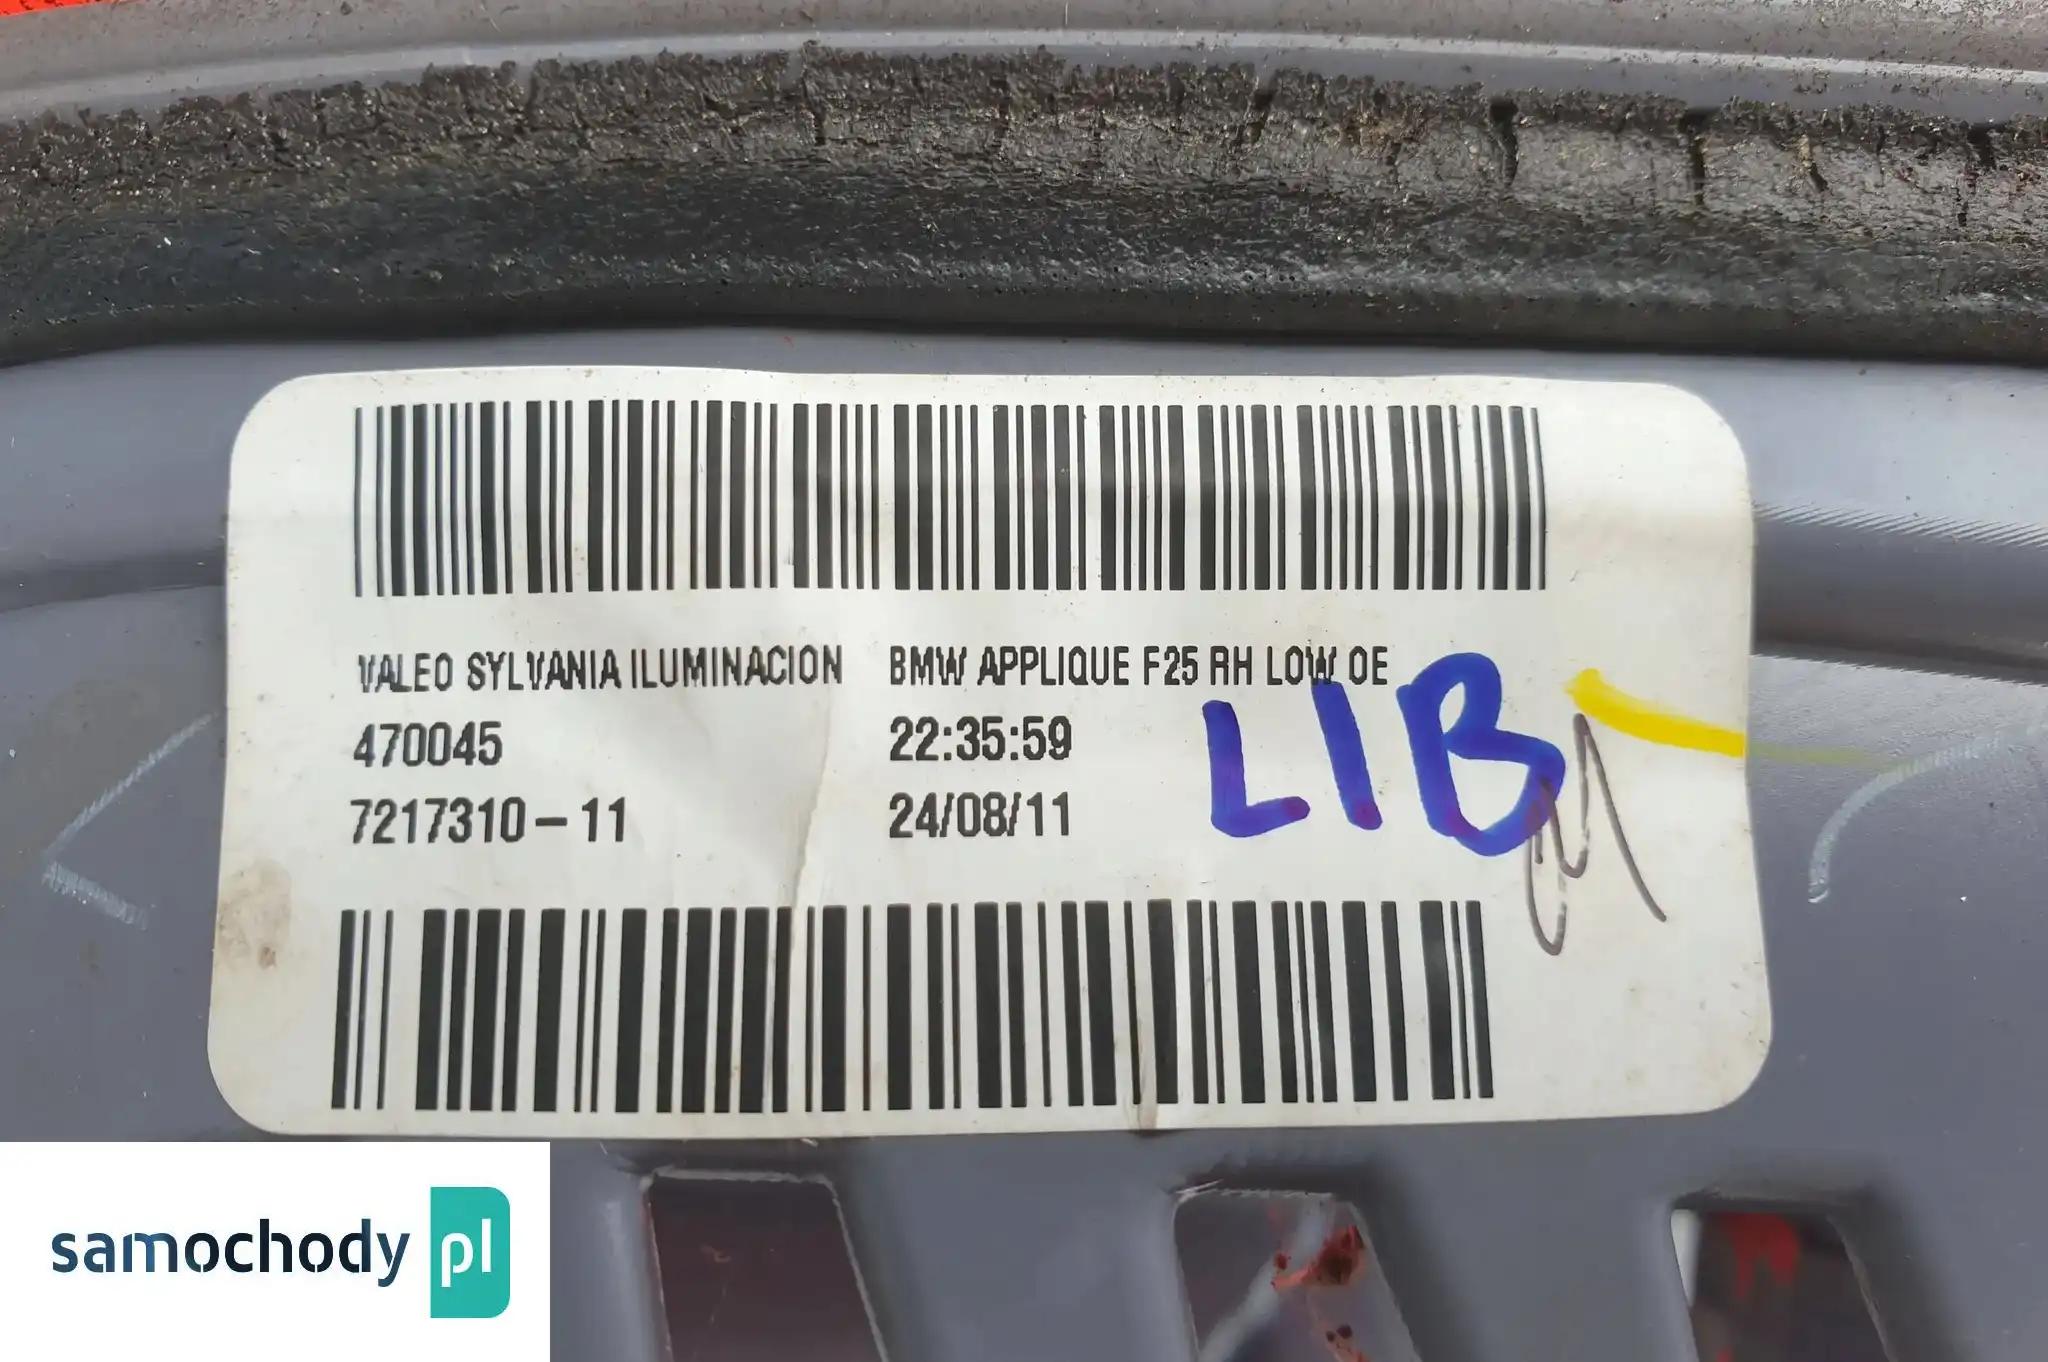 VALEO SYLVANIA ILUMINACION BMW APPLIQUE F25 RH LOW OE
470045 22:35:59 LIB
7217310-11 24/08/11
samochody pl